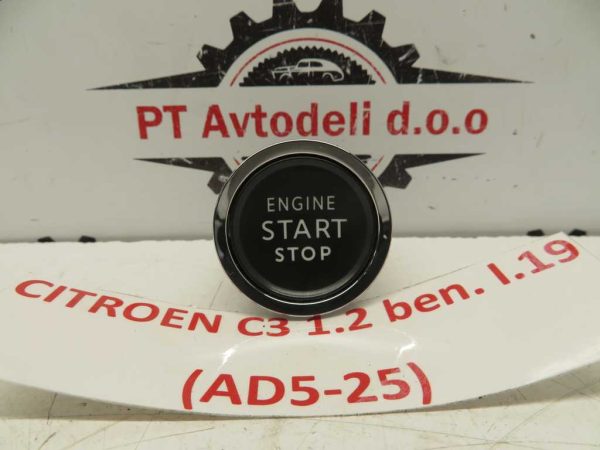 PT Avtodeli d.o.o
ENGINE
START
STOP
CITROEN C3 1.2 ben. l.19
(AD5-25)